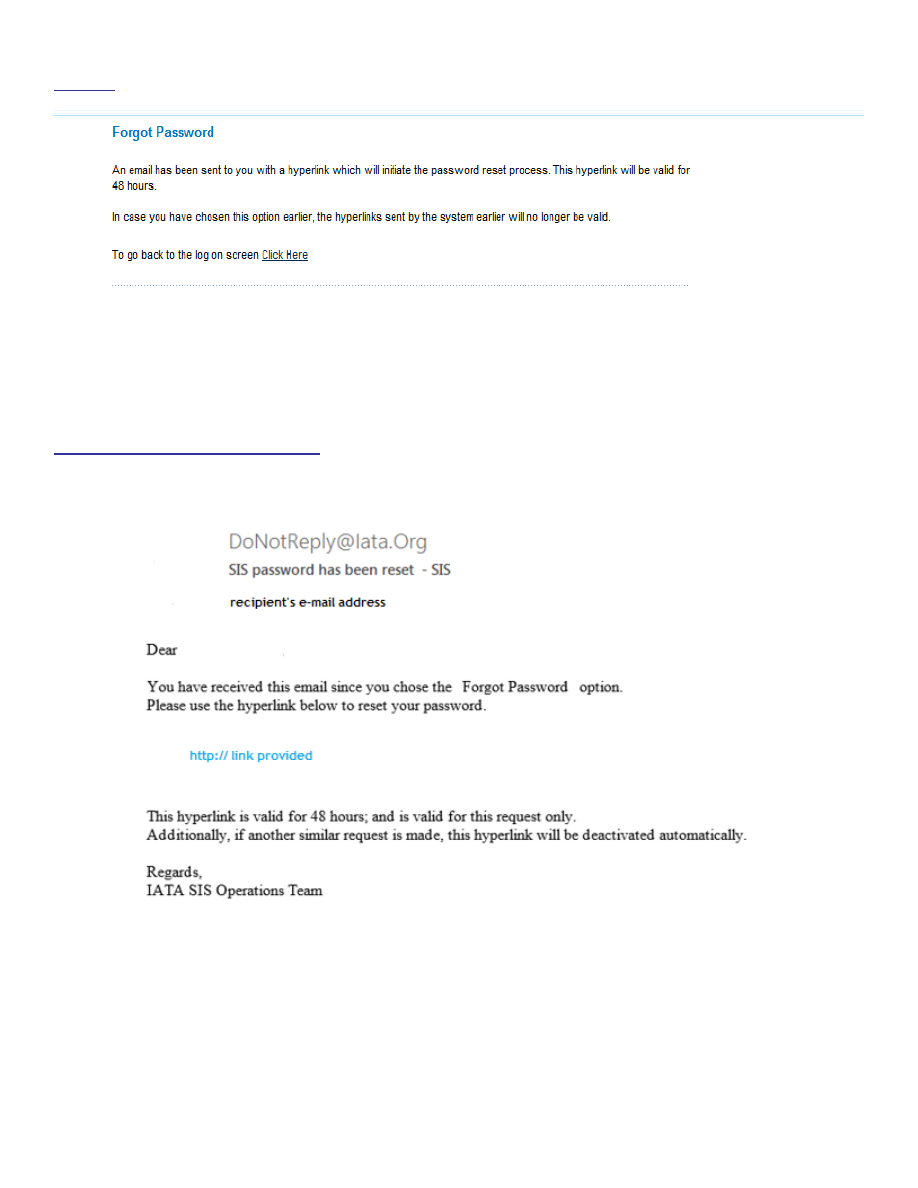 Forgot Password
An email has been sent to you with a hyperlink which will initiate the password reset process. This hyperlink will be valid for
48 hours.
In case you have chosen this option earlier, the hyperlinks sent by the system earlier will no longer be valid.
To go back to the log on screen Click Here
DoNotReply@Iata.Org
SIS password has been reset - SIS
recipient's e-mail address
Dear
You have received this email since you chose the Forgot Password option.
Please use the hyperlink below to reset your password.
http:// link provided
This hyperlink is valid for 48 hours; and is valid for this request only.
Additionally, if another similar request is made, this hyperlink will be deactivated automatically.
Regards,
IATA SIS Operations Team